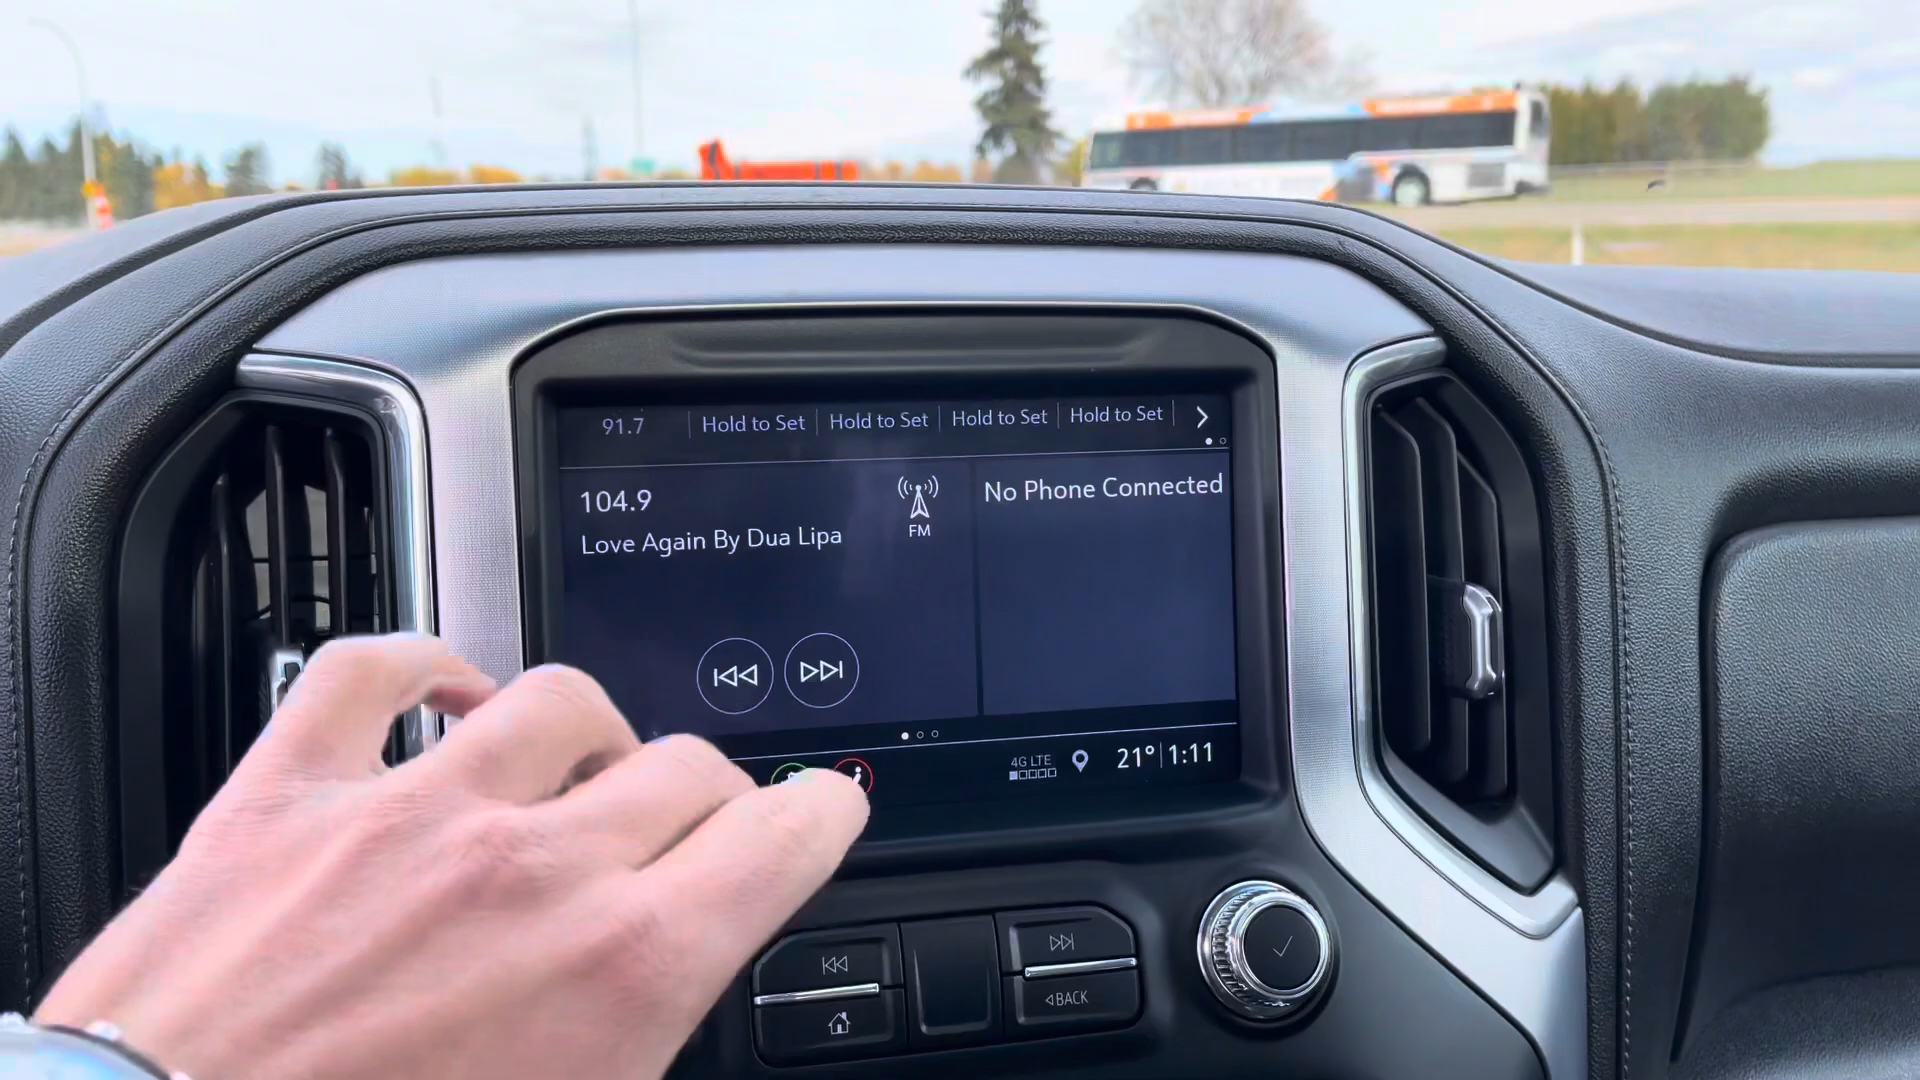 91.7 Hold to Set Hold to Set Hold to Set Hold to Set
104.9
FM
Love Again By Dua Lipa
No Phone Connected
4G LTE
21° 1:11
BACK